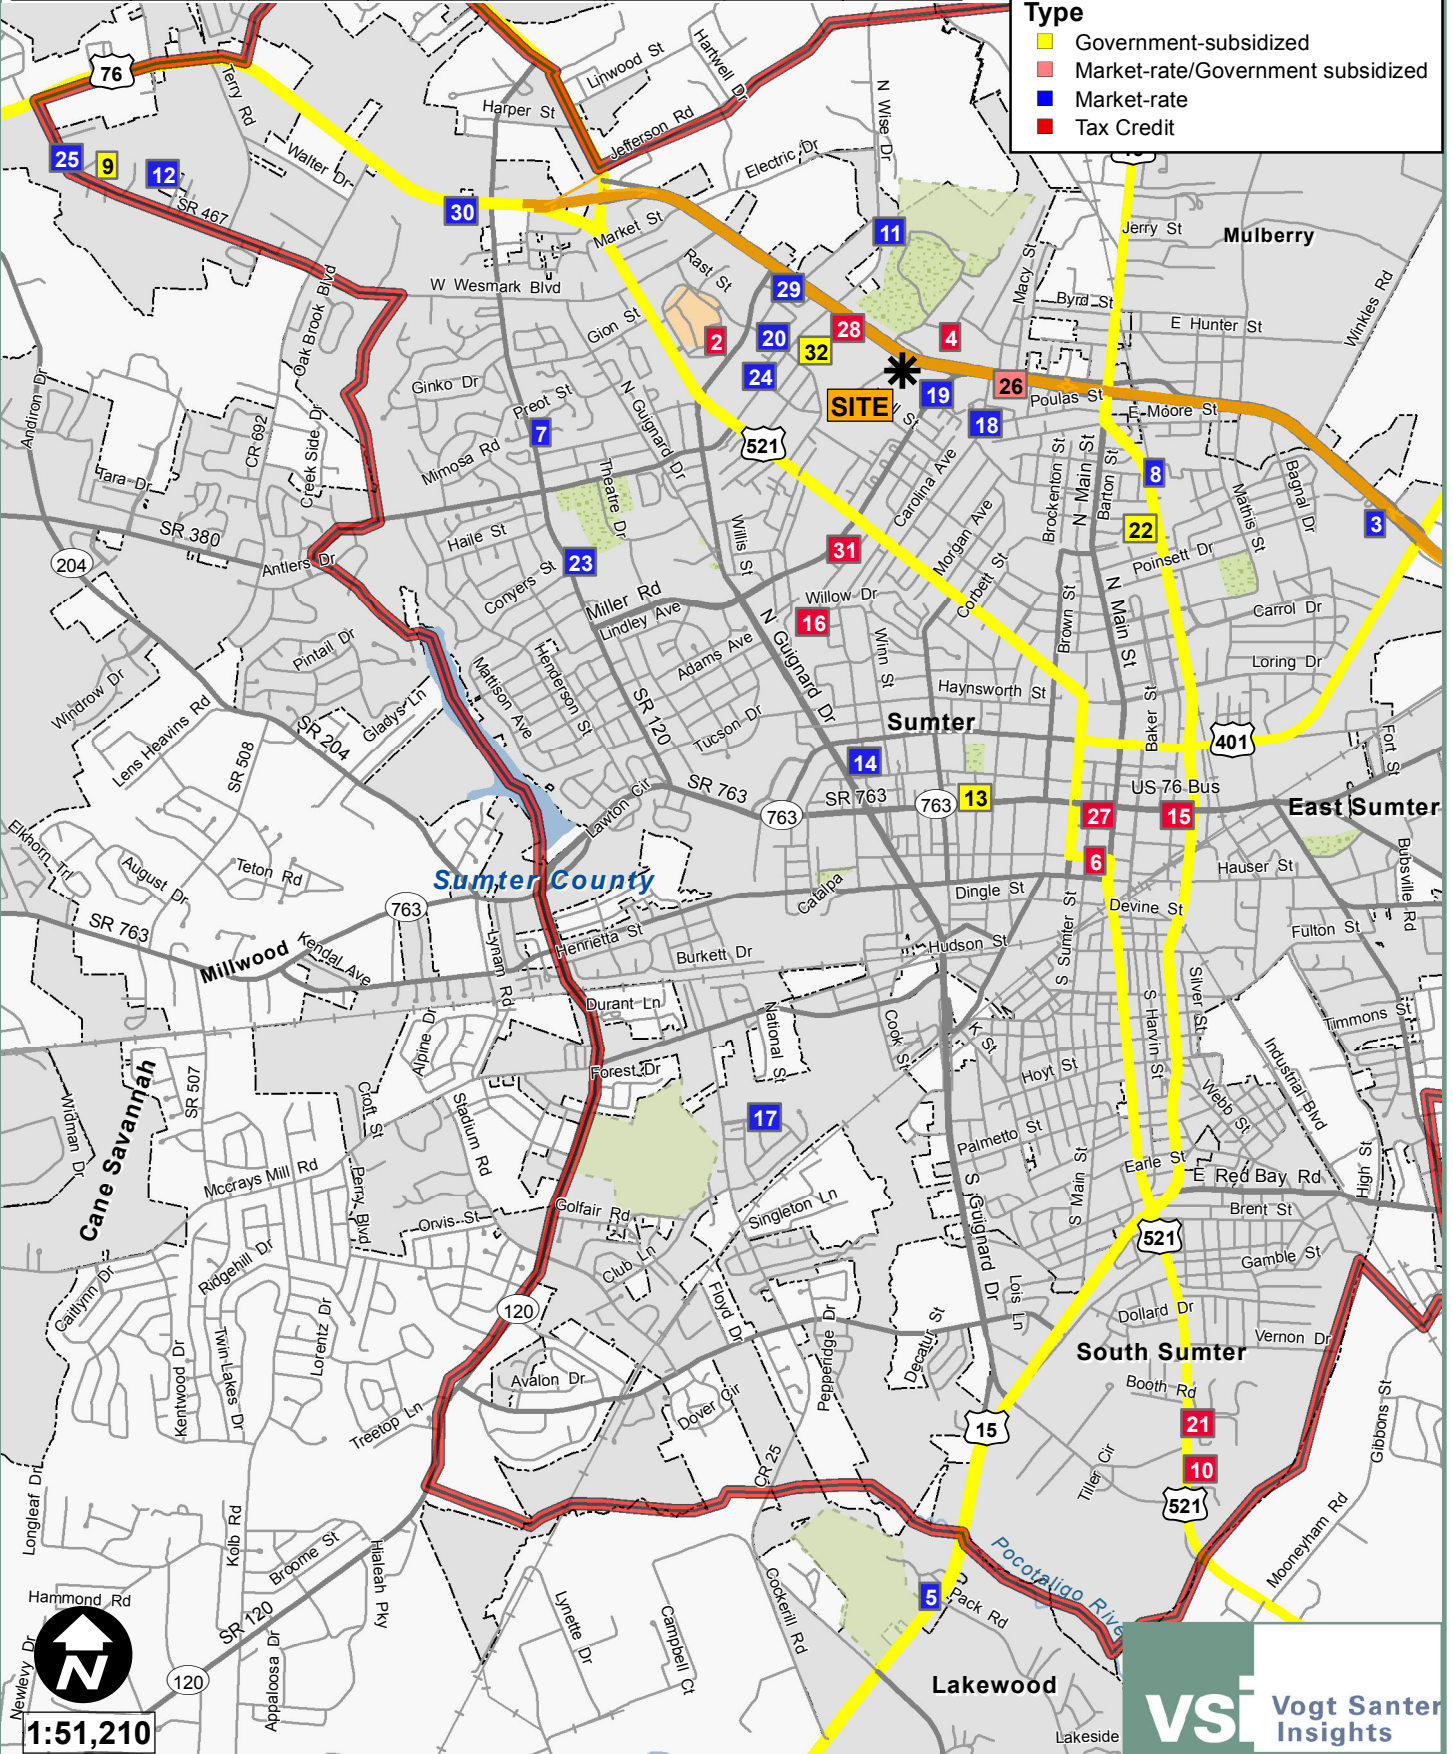 Type
Government-subsidized
Market-rate/Government subsidized
Market-rate
Tax Credit
76
Terry Rd
Harper St
Linwood St
Hartwell Dr
Jefferson Rd
N Wise Dr
Electric Dr
Walter Dr
25
9
12
SR 467
30
Market St
11
Jerry St
Mulberry
Rast St
Macy St
W Wesmark Blvd
29
Byrd St
Winkles Rd
Oak Brook Blvd
Gion St
2
20
32
28
4
E Hunter St
Andiron Dr
Ginko Dr
24
SITE
19
26
Poulas St
E Moore St
Preot St
N Guignard Dr
18
CR 692
Creek Side Dr
7
521
Mimosa Rd
Carolina Ave
Brockenton St
N Main St
Barton St
8
Tara Dr
Theatre Dr
Mathis St
Bagnal Dr
SR 380
Haile St
Willis St
31
Morgan Ave
22
3
204
Antlers Dr
23
Poinsett Dr
Conyers St
Miller Rd
Lindley Ave
Willow Dr
Corbett St
Brown St
N Main St
Carrol Dr
16
N Guignard Dr
Pintail Dr
Adams Ave
Winn St
Loring Dr
Windrow Dr
Mattison Ave
Henderson St
Haynsworth St
Gladys Ln
SR 120
Tucson Dr
Sumter
Baker St
Lens Heavins Rd
SR 204
401
Fort St
SR 508
14
SR 763
SR 763
763
763
13
US 76 Bus
East Sumter
Lawton Cir
27
15
Elkhorn Trl
August Dr
Teton Rd
Sumter County
6
Hauser St
Bubsville Rd
Catalpa
Dingle St
763
Devine St
SR 763
Millwood
Kendal Ave
Lynam Rd
Henrietta St
Burkett Dr
Hudson St
S Sumter St
Fulton St
Durant Ln
National St
Cook St
K St
S Harvin St
Silver St
Timmons St
Alpine Dr
Forest Dr
Hoyt St
Industrial Blvd
Widman Dr
Cane Savannah
SR 507
Croft St
Stadium Rd
17
Webb St
Palmetto St
Earle St
Mccrays Mill Rd
Perry Blvd
S Main St
E Red Bay Rd
High St
Orvis St
Golfair Rd
Singleton Ln
S Guignard Dr
Brent St
521
Ridgehill Dr
Club Ln
Gamble St
Caitlynn Dr
120
Floyd Dr
Lois Ln
Dollard Dr
Kentwood Dr
Twin Lakes Dr
Lorentz Dr
Pepperidge Dr
Decatur St
Vernon Dr
South Sumter
Avalon Dr
Booth Rd
Dover Cir
Gibbons St
Treetop Ln
15
21
CR 25
Tiller Cir
10
Longleaf Dr
521
Kolb Rd
Broome St
Hialeah Pky
Mooneyham Rd
Pocotaligo Rive
Hammond Rd
Lynette Dr
Cockerill Rd
5
Pack Rd
SR 120
Campbell Ct
N
Newlevy Dr
120
Appaloosa Dr
Lakewood
1:51,210
Lakeside
vsi
Vogt Santer
Insights